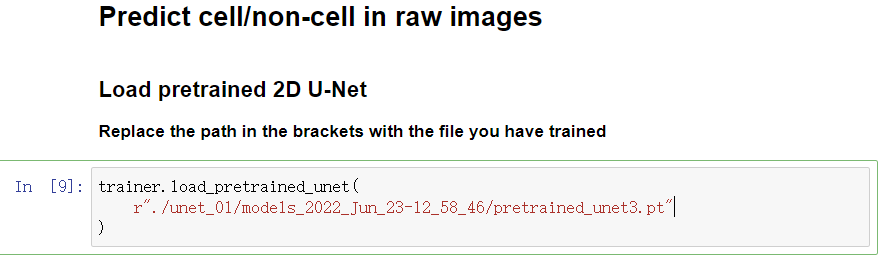 Predict cell/non-cell in raw images
Load pretrained 2D U-Net
Replace the path in the brackets with the file you have trained
In [9]: trainer.load_pretrained_unet(
r"./unet_01/models_2022_Jun_23-12_58_46/pretrained_unet3.pt"
)